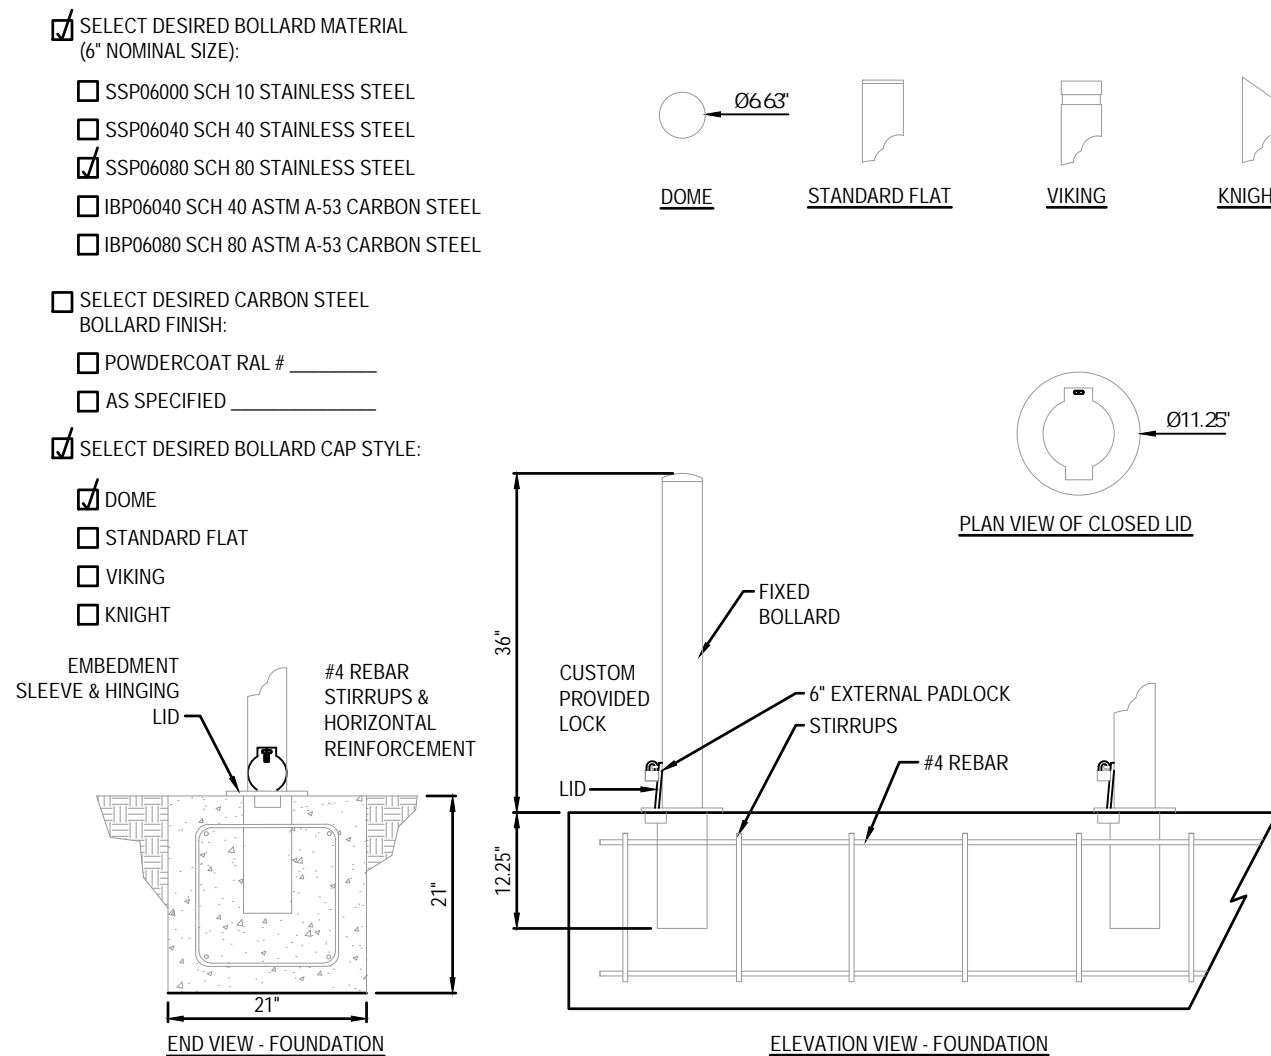 SELECT DESIRED BOLLARD MATERIAL
(6" NOMINAL SIZE):
SSP06000 SCH 10 STAINLESS STEEL
SSP06040 SCH 40 STAINLESS STEEL
SSP06080 SCH 80 STAINLESS STEEL
IBP06040 SCH 40 ASTM A-53 CARBON STEEL
IBP06080 SCH 80 ASTM A-53 CARBON STEEL
SELECT DESIRED CARBON STEEL
BOLLARD FINISH:
POWDERCOAT RAL # _________
AS SPECIFIED _______________
SELECT DESIRED BOLLARD CAP STYLE:
DOME
STANDARD FLAT
VIKING
KNIGHT
Ø6.63"
DOME
STANDARD FLAT
VIKING
KNIGH
Ø11.25"
PLAN VIEW OF CLOSED LID
EMBEDMENT
SLEEVE & HINGING
LID
#4 REBAR
STIRRUPS &
HORIZONTAL
REINFORCEMENT
21"
21"
END VIEW - FOUNDATION
36"
12.25"
FIXED
BOLLARD
CUSTOM
PROVIDED
LOCK
6" EXTERNAL PADLOCK
STIRRUPS
#4 REBAR
LID
ELEVATION VIEW - FOUNDATION